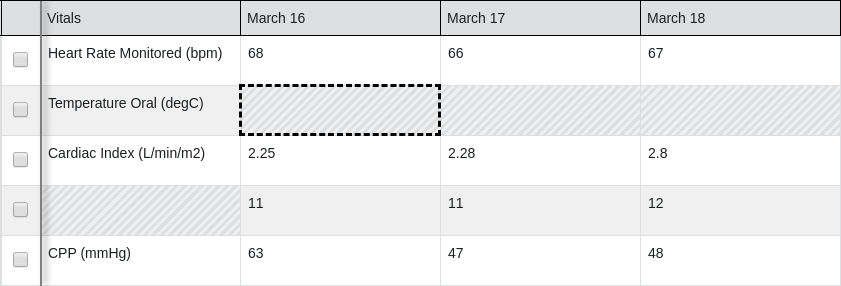 Vitals March 16 March 17 March 18
Heart Rate Monitored (bpm) 68 66 67
Temperature Oral (degC)
Cardiac Index (L/min/m2) 2.25 2.28 2.8
11 11 12
CPP (mmHg) 63 47 48